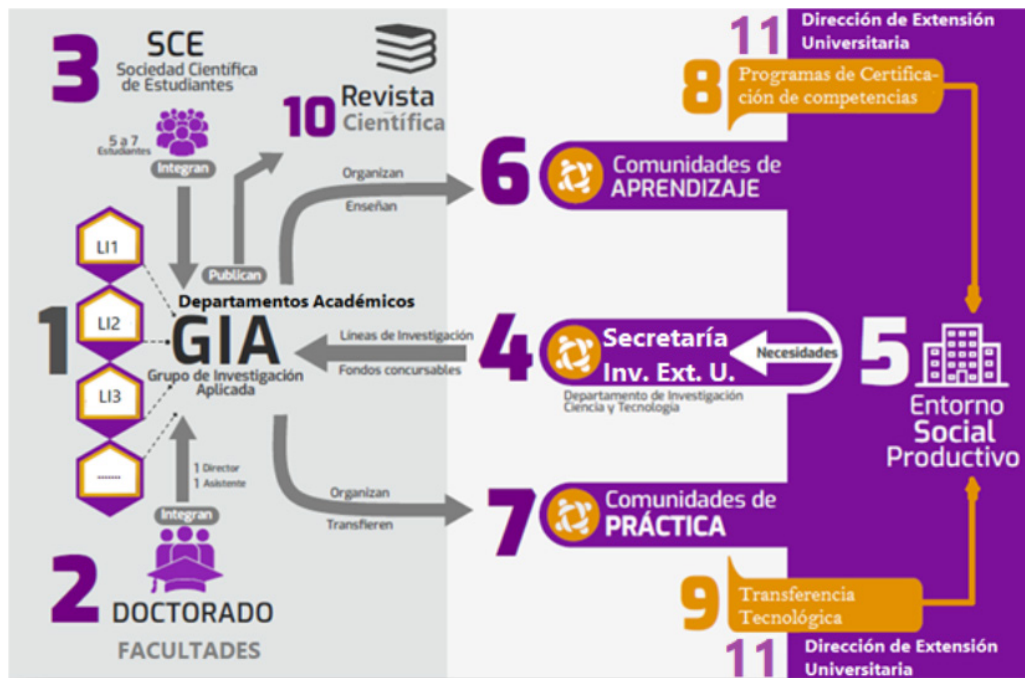 3
SCE
Sociedad Científica
de Estudiantes
5 a 7
Estudiantes
Integran
10
Revista
Científica
Publican
LI1
LI2
LI3
.......
1
Departamentos Académicos
GIA
Grupo de Investigación
Aplicada
1 Director
1 Asistente
Integran
2
DOCTORADO
FACULTADES
Organizan
Enseñan
6
Comunidades de
APRENDIZAJE
Líneas de Investigación
Fondos concursables
4
Secretaría
Inv. Ext. U.
Departamento de Investigación
Ciencia y Tecnología
Necesidades
5
Entorno
Social
Productivo
Organizan
Transfieren
7
Comunidades de
PRÁCTICA
11
Dirección de Extensión
Universitaria
8
Programas de Certifica-
ción de competencias
9
Transferencia
Tecnológica
11
Dirección de Extensión
Universitaria